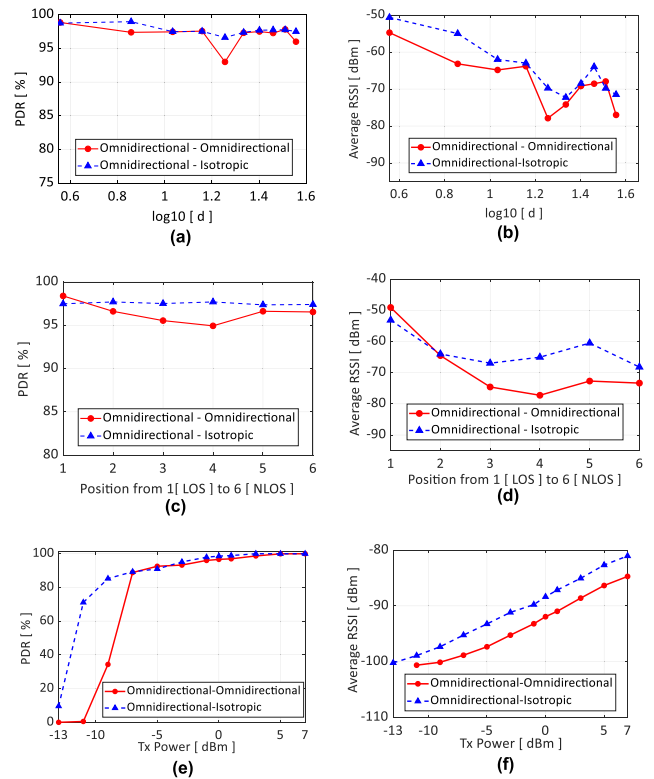 100
95
90
85
80
75
PDR [ % ]
Omnidirectional - Omnidirectional
Omnidirectional - Isotropic
0.6 0.8 1 1.2 1.4 1.6
log10 [ d ]
(a)
-50
-60
-70
-80
-90
Average RSSI [ dBm ]
Omnidirectional - Omnidirectional
Omnidirectional-Isotropic
0.6 0.8 1 1.2 1.4 1.6
log10 [ d ]
(b)
100
95
90
85
80
PDR [ % ]
Omnidirectional - Omnidirectional
Omnidirectional - Isotropic
1 2 3 4 5 6
Position from 1[ LOS ] to 6 [ NLOS ]
(c)
-40
-50
-60
-70
-80
-90
Average RSSI [ dBm ]
Omnidirectional - Omnidirectional
Omnidirectional - Isotropic
1 2 3 4 5 6
Position from 1[ LOS ] to 6 [ NLOS ]
(d)
100
80
60
40
20
0
PDR [ % ]
Omnidirectional-Omnidirectional
Omnidirectional-Isotropic
-13 -10 -5 0 5 7
Tx Power [ dBm ]
(e)
-80
-90
-100
-110
Average RSSI [ dBm ]
Omnidirectional-Omnidirectional
Omnidirectional-Isotropic
-13 -10 -5 0 5 7
Tx Power [ dBm ]
(f)